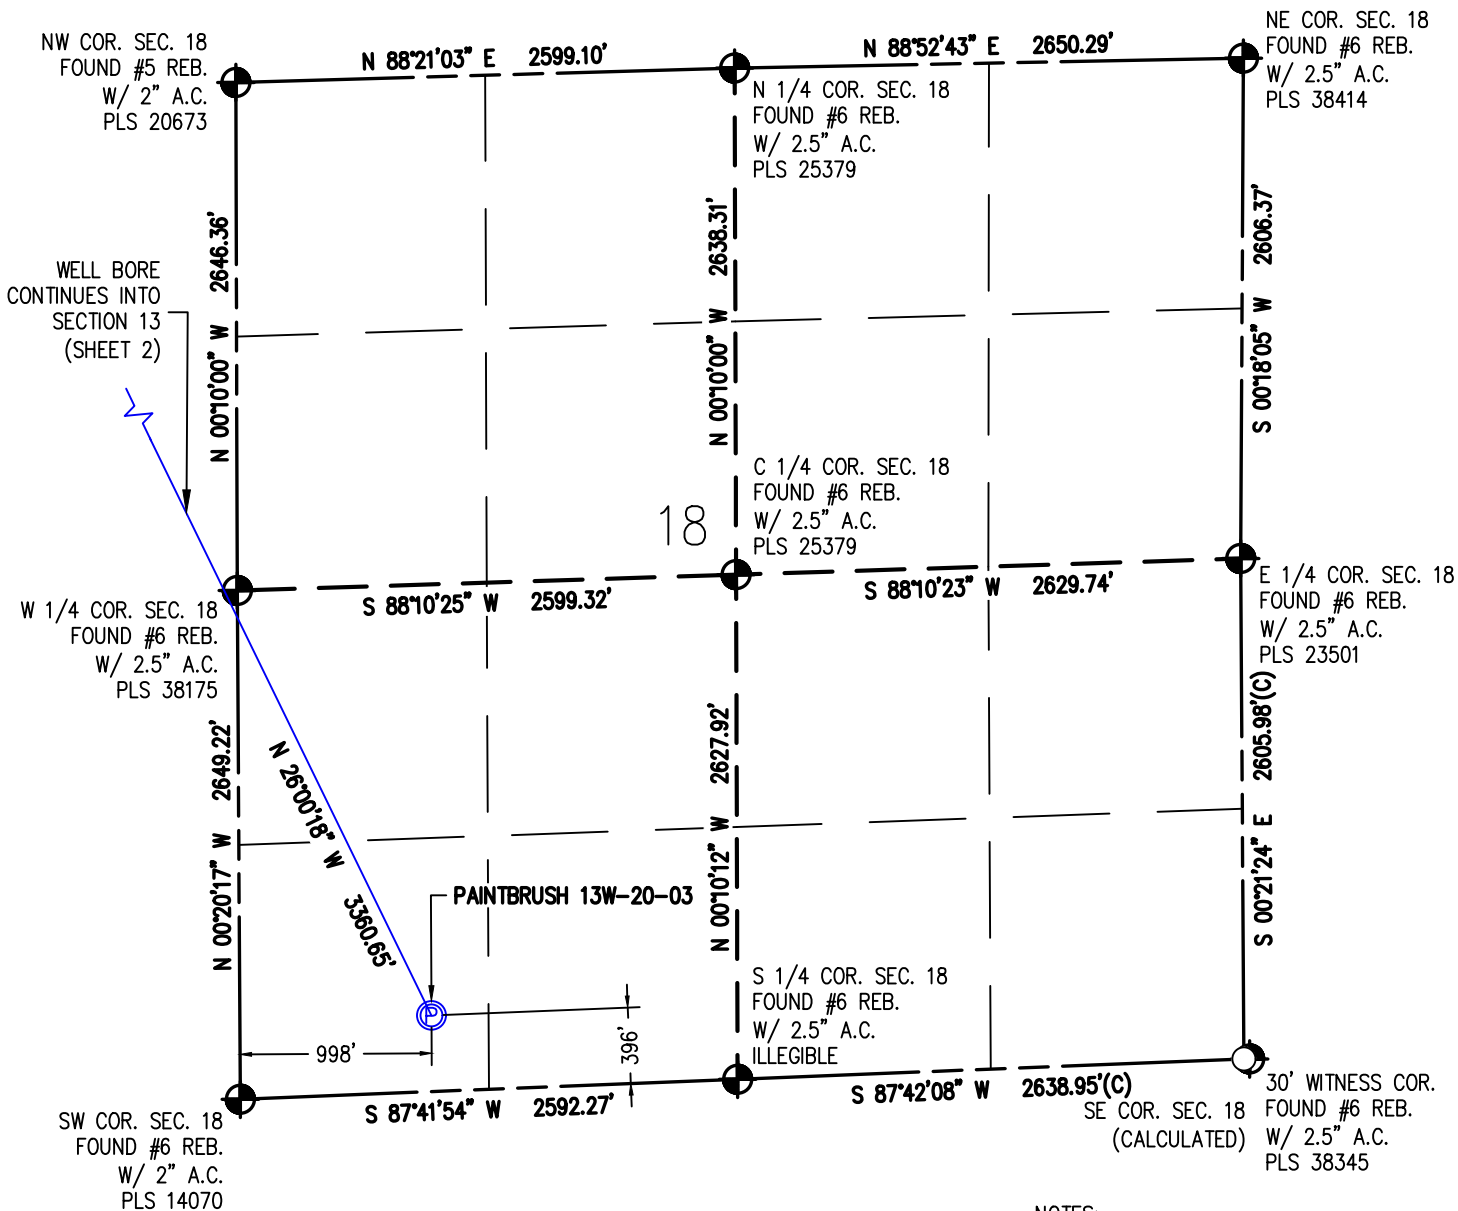 NW COR. SEC. 18
FOUND #5 REB.
W/ 2" A.C.
PLS 20673
N 88°21'03" E 2599.10'
N 88°52'43" E 2650.29'
NE COR. SEC. 18
FOUND #6 REB.
W/ 2.5" A.C.
PLS 38414
N 1/4 COR. SEC. 18
FOUND #6 REB.
W/ 2.5" A.C.
PLS 25379
N 00°10'00" W 2646.36'
N 00°10'00" W 2638.31'
S 00°18'05" W 2606.37'
WELL BORE
CONTINUES INTO
SECTION 13
(SHEET 2)
18
C 1/4 COR. SEC. 18
FOUND #6 REB.
W/ 2.5" A.C.
PLS 25379
W 1/4 COR. SEC. 18
FOUND #6 REB.
W/ 2.5" A.C.
PLS 38175
S 88°10'25" W 2599.32'
S 88°10'23" W 2629.74'
E 1/4 COR. SEC. 18
FOUND #6 REB.
W/ 2.5" A.C.
PLS 23501
N 00°20'17" W 2649.22'
N 26°00'18" W 3360.65'
N 00°10'12" W 2627.92'
S 00°21'24" E 2605.98'(C)
PAINTBRUSH 13W-20-03
P
998'
396'
S 1/4 COR. SEC. 18
FOUND #6 REB.
W/ 2.5" A.C.
ILLEGIBLE
SW COR. SEC. 18
FOUND #6 REB.
W/ 2" A.C.
PLS 14070
S 87°41'54" W 2592.27'
S 87°42'08" W 2638.95'(C)
SE COR. SEC. 18
(CALCULATED)
30' WITNESS COR.
FOUND #6 REB.
W/ 2.5" A.C.
PLS 38345
NOTES: